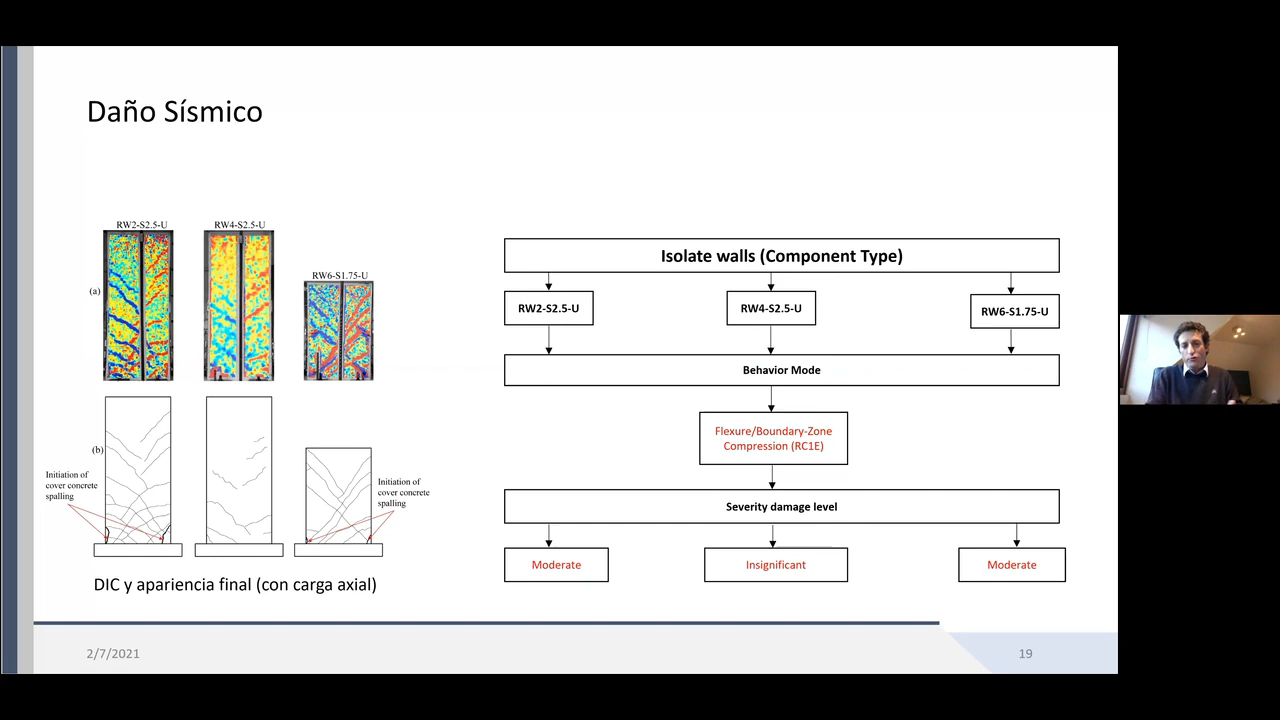 Daño Sísmico
RW2-S2.5-U
RW4-S2.5-U
RW6-S1.75-U
(a)
(b)
Initiation of
cover concrete
spalling
Initiation of
cover concrete
spalling
DIC y apariencia final (con carga axial)
Isolate walls (Component Type)
RW2-S2.5-U
RW4-S2.5-U
RW6-S1.75-U
Behavior Mode
Flexure/Boundary-Zone
Compression (RC1E)
Severity damage level
Moderate
Insignificant
Moderate
2/7/2021
19